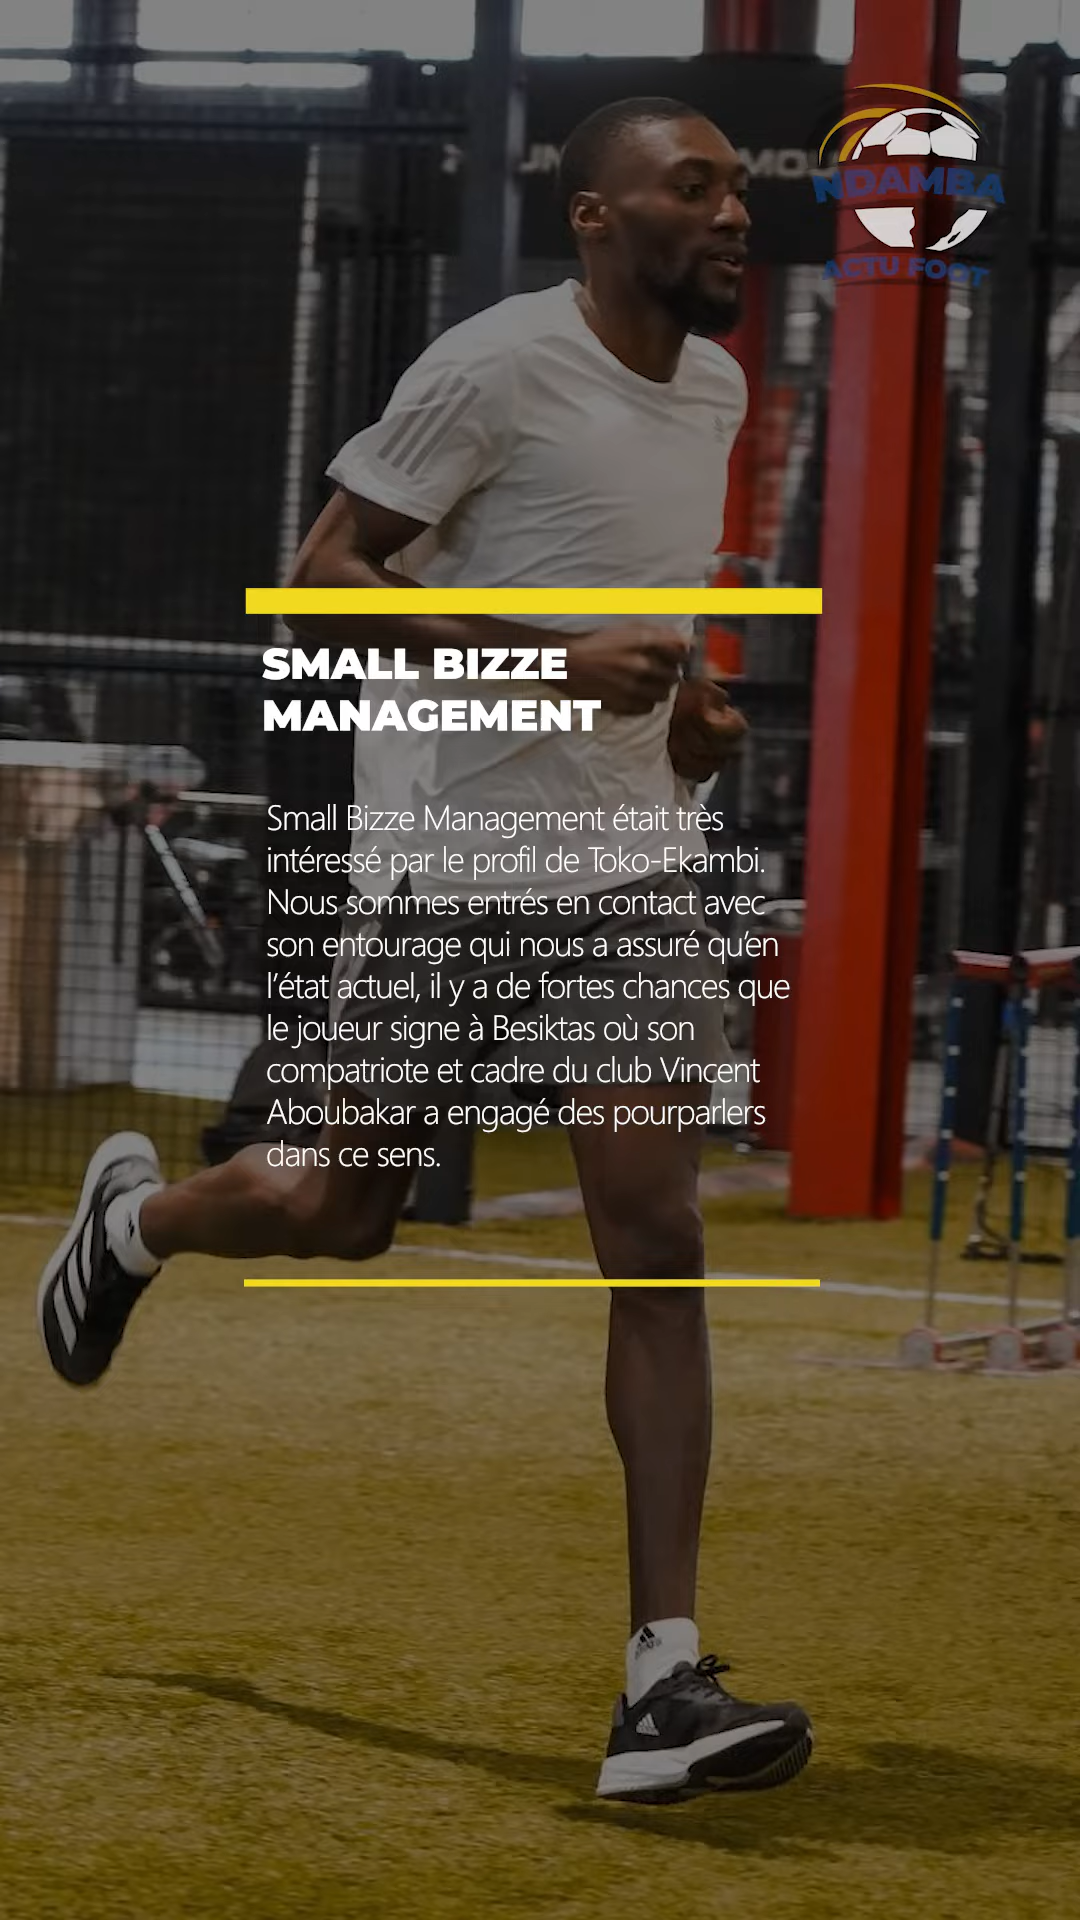 NDAMBA
ACTU FOOT
SMALL BIZZE
MANAGEMENT
Small Bizze Management était très
intéressé par le profil de Toko-Ekambi.
Nous sommes entrés en contact avec
son entourage qui nous a assuré qu’en
l’état actuel, il y a de fortes chances que
le joueur signe à Besiktas où son
compatriote et cadre du club Vincent
Aboubakar a engagé des pourparlers
dans ce sens.